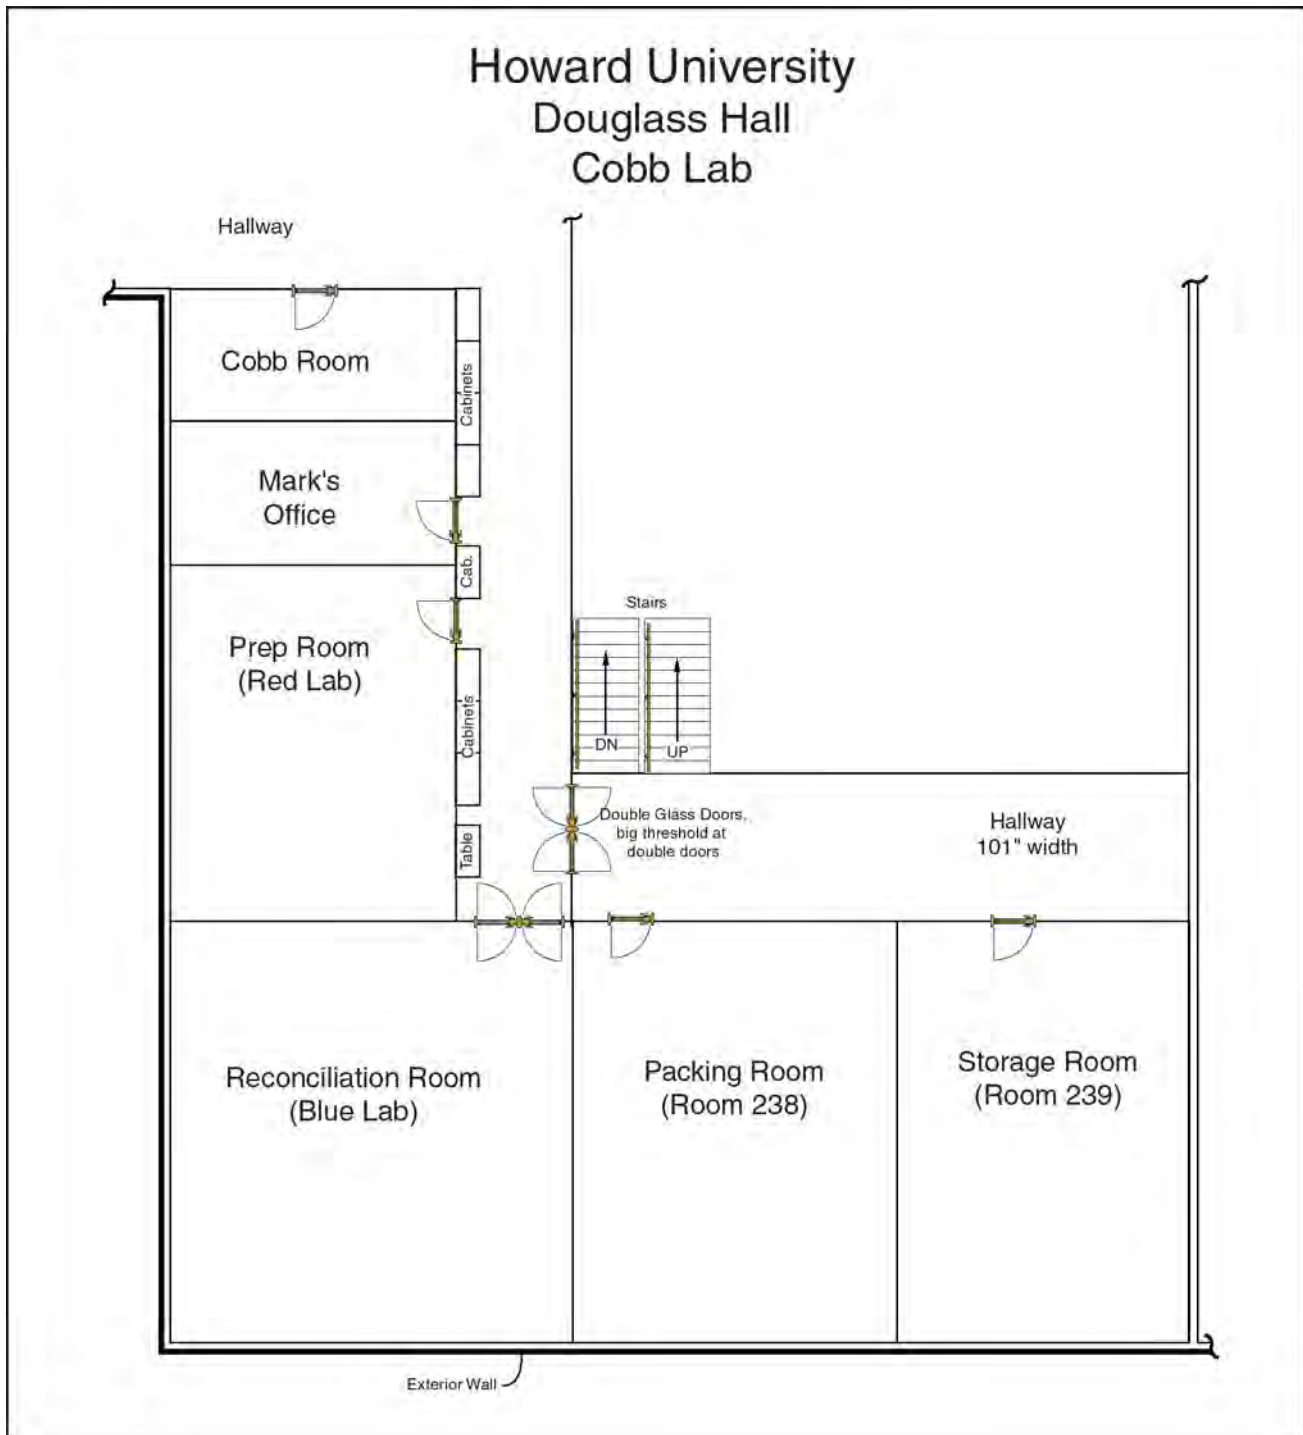 Howard University
Douglass Hall
Cobb Lab
Hallway
Cobb Room
Cabinets
Mark's
Office
Cab.
Prep Room
(Red Lab)
Cabinets
Stairs
DN
UP
Table
Double Glass Doors,
big threshold at
double doors
Hallway
101" width
Reconciliation Room
(Blue Lab)
Packing Room
(Room 238)
Storage Room
(Room 239)
Exterior Wall